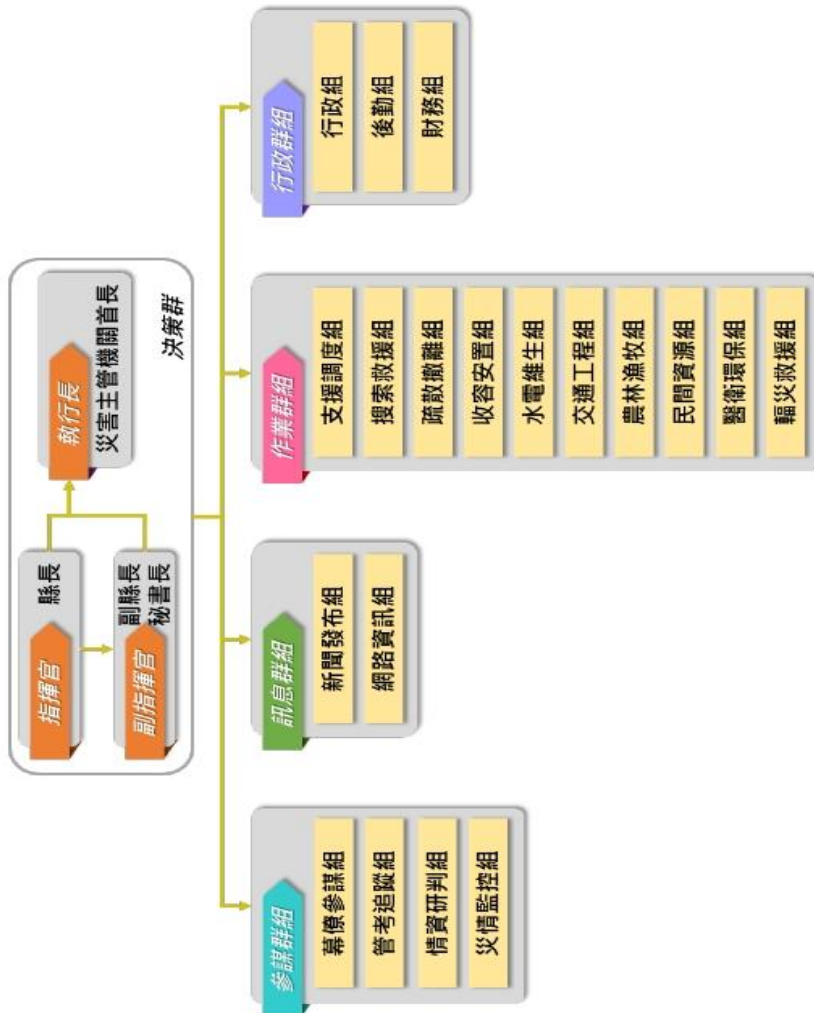 指揮官
縣長
副指揮官
副縣長
秘書長
執行長
災害主管機關首長
決策群
參謀群組
幕僚參謀組
管考追蹤組
情資研判組
災情監控組
訊息群組
新聞發布組
網路資訊組
作業群組
支援調度組
搜索救援組
疏散撤離組
收容安置組
水電維生組
交通工程組
農林漁牧組
民間資源組
醫衛環保組
輻災救援組
行政群組
行政組
後勤組
財務組